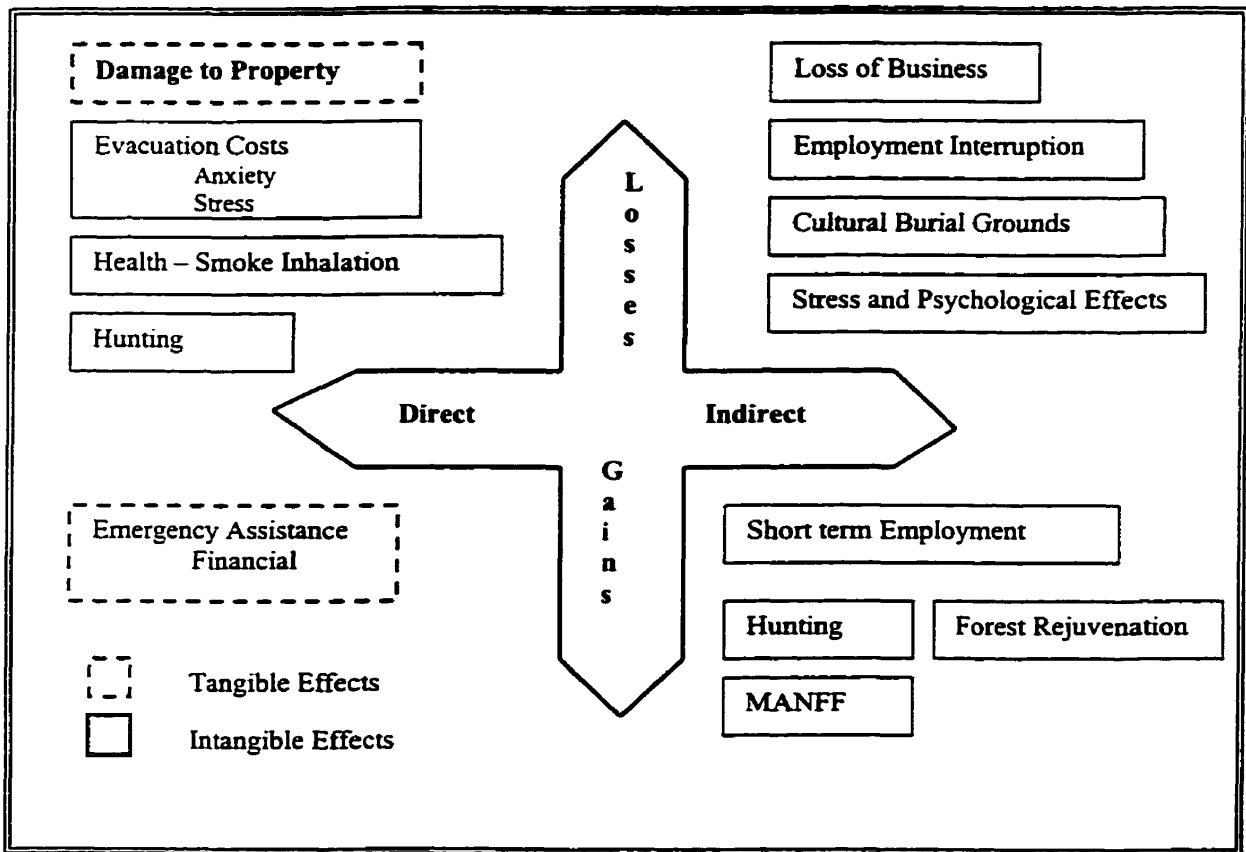 Damage to Property
Evacuation Costs
Anxiety
Stress
Health – Smoke Inhalation
Hunting
Loss of Business
Employment Interruption
Cultural Burial Grounds
Stress and Psychological Effects
Losses
Direct
Indirect
Gains
Emergency Assistance
Financial
Short term Employment
Hunting
Forest Rejuvenation
MANFF
Tangible Effects
Intangible Effects